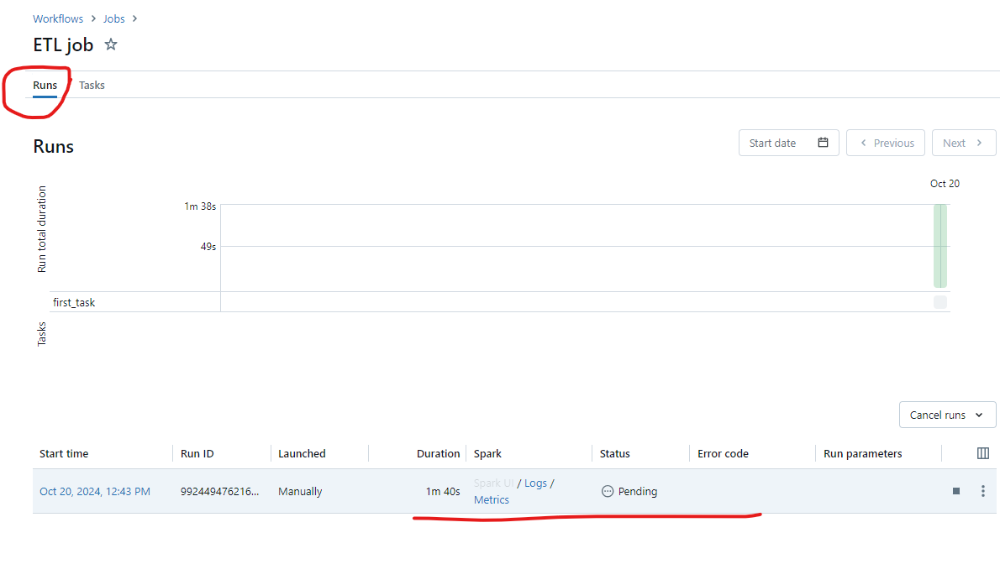 Workflows > Jobs >
ETL job
Runs Tasks
Runs
Start date
Previous
Next
Oct 20
Run total duration
1m 38s
49s
first_task
Tasks
Cancel runs
Start time Run ID Launched Duration Spark Status Error code Run parameters
Oct 20, 2024, 12:43 PM 992449476216... Manually 1m 40s Spark UI / Logs / Pending
Metrics